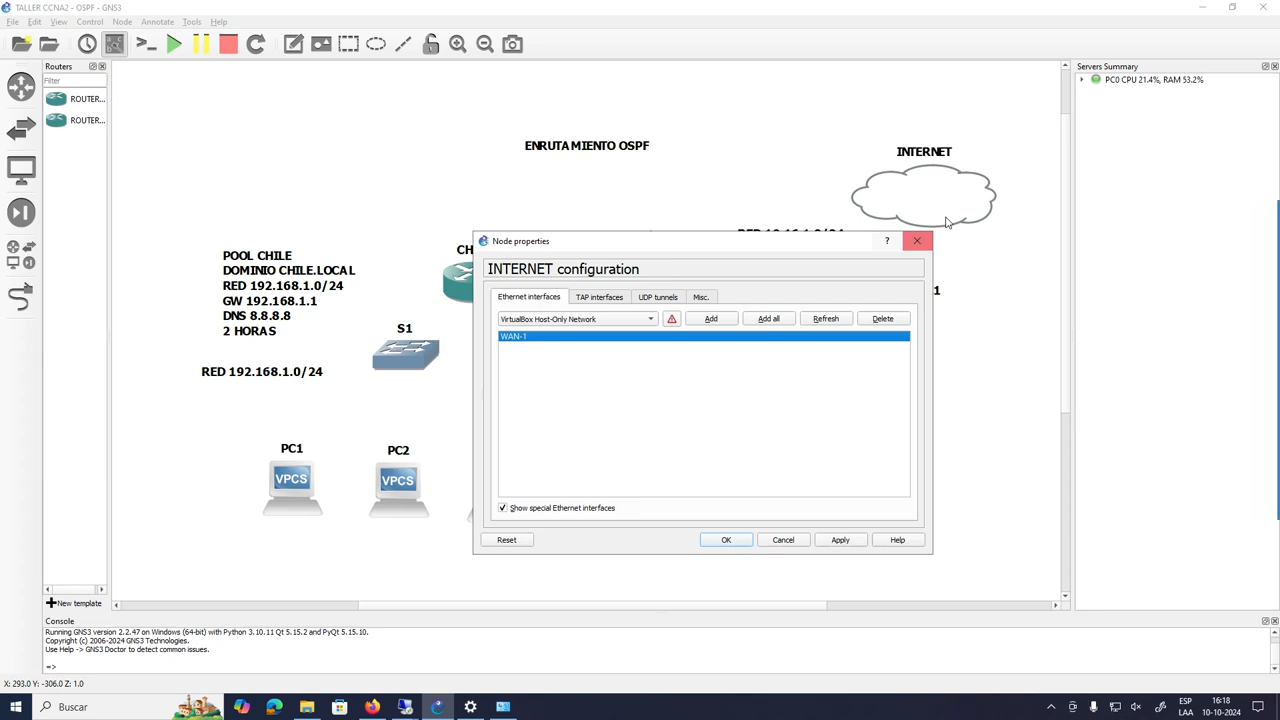 TALLER CCNA2 - OSPF - GNS3
File Edit View Control Node Annotate Tools Help
Routers
Filter
ROUTER...
ROUTER...
New template
ENRUTAMIENTO OSPF
INTERNET
POOL CHILE
DOMINIO CHILE.LOCAL
RED 192.168.1.0/24
GW 192.168.1.1
DNS 8.8.8.8
2 HORAS
CH
S1
RED 192.168.1.0/24
PC1
VPCS
PC2
VPCS
1
Node properties
?
INTERNET configuration
Ethernet interfaces TAP interfaces UDP tunnels Misc.
VirtualBox Host-Only Network Add Add all Refresh Delete
WAN-1
Show special Ethernet interfaces
Reset OK Cancel Apply Help
Servers Summary
PC0 CPU 21.4%, RAM 53.2%
Console
Running GNS3 version 2.2.47 on Windows (64-bit) with Python 3.10.11 Qt 5.15.2 and PyQt 5.15.10.
Copyright (c) 2006-2024 GNS3 Technologies.
Use Help -> GNS3 Doctor to detect common issues.
=>
X: 293.0 Y: -306.0 Z: 1.0
Buscar
ESP
LAA
16:18
10-10-2024